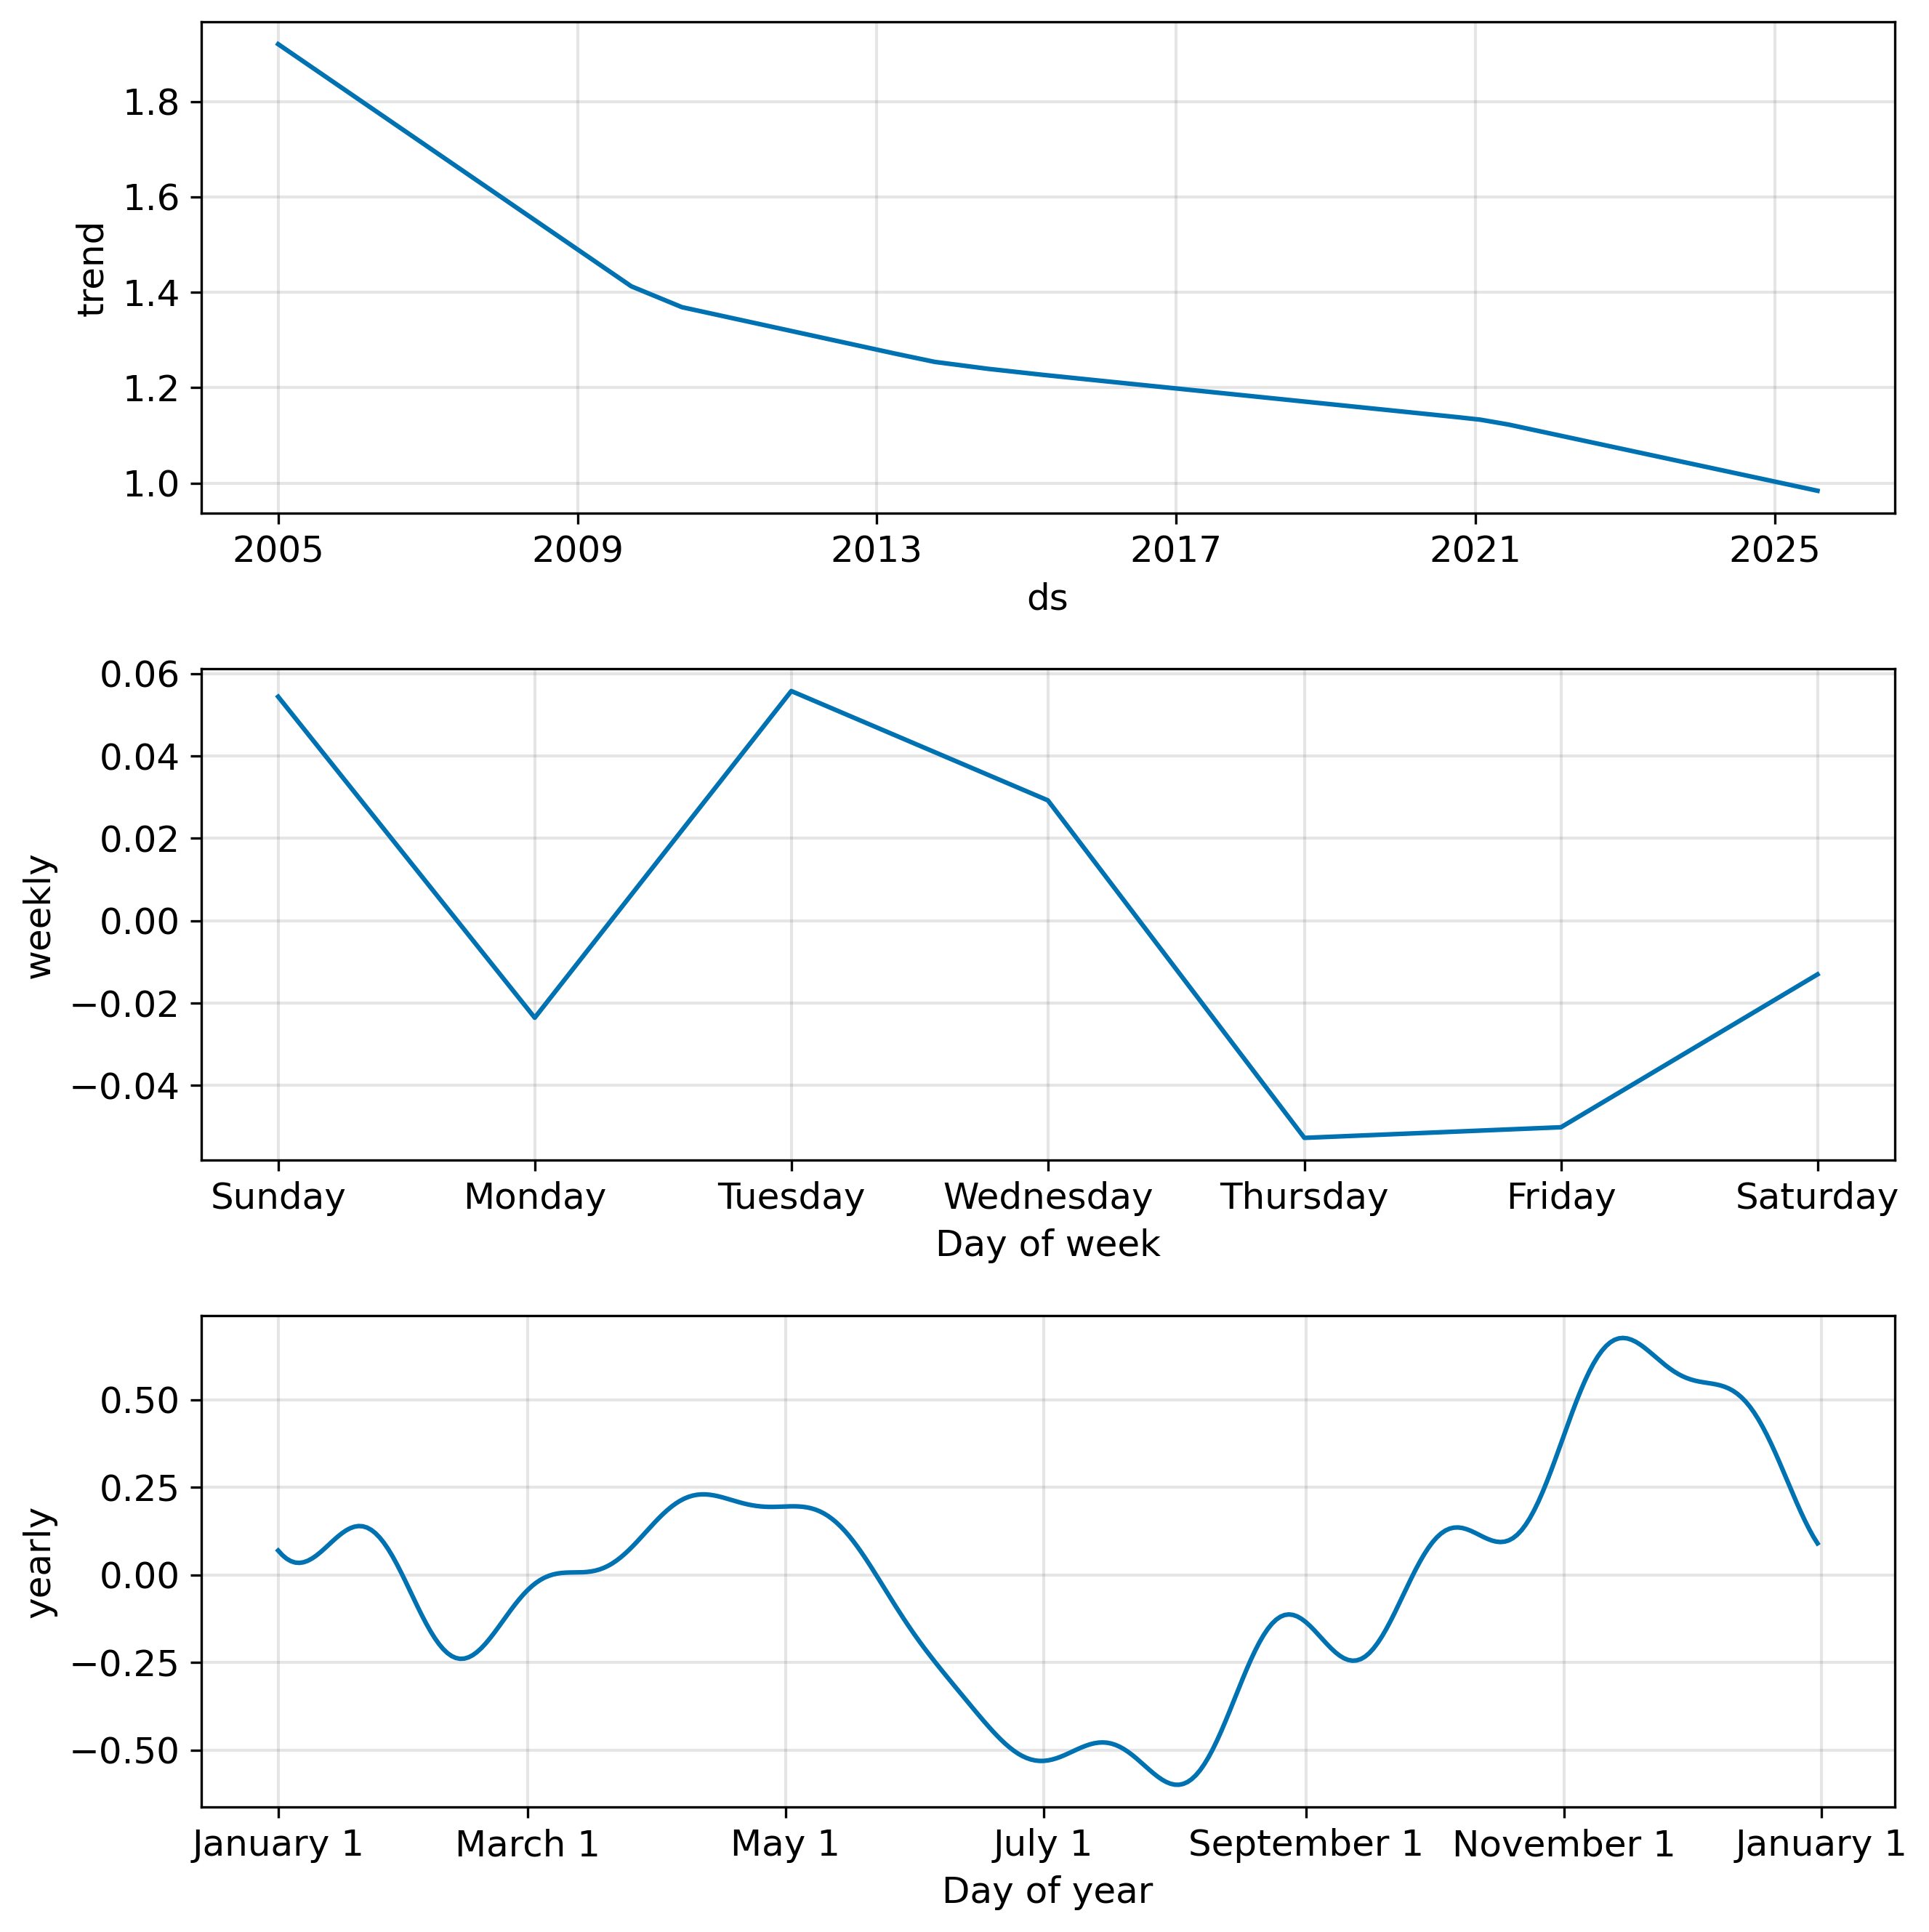 1.8
1.6
1.4
1.2
1.0
trend
2005 2009 2013 2017 2021 2025
ds
0.06
0.04
0.02
0.00
−0.02
−0.04
weekly
Sunday Monday Tuesday Wednesday Thursday Friday Saturday
Day of week
0.50
0.25
0.00
−0.25
−0.50
yearly
January 1 March 1 May 1 July 1 September 1 November 1 January 1
Day of year